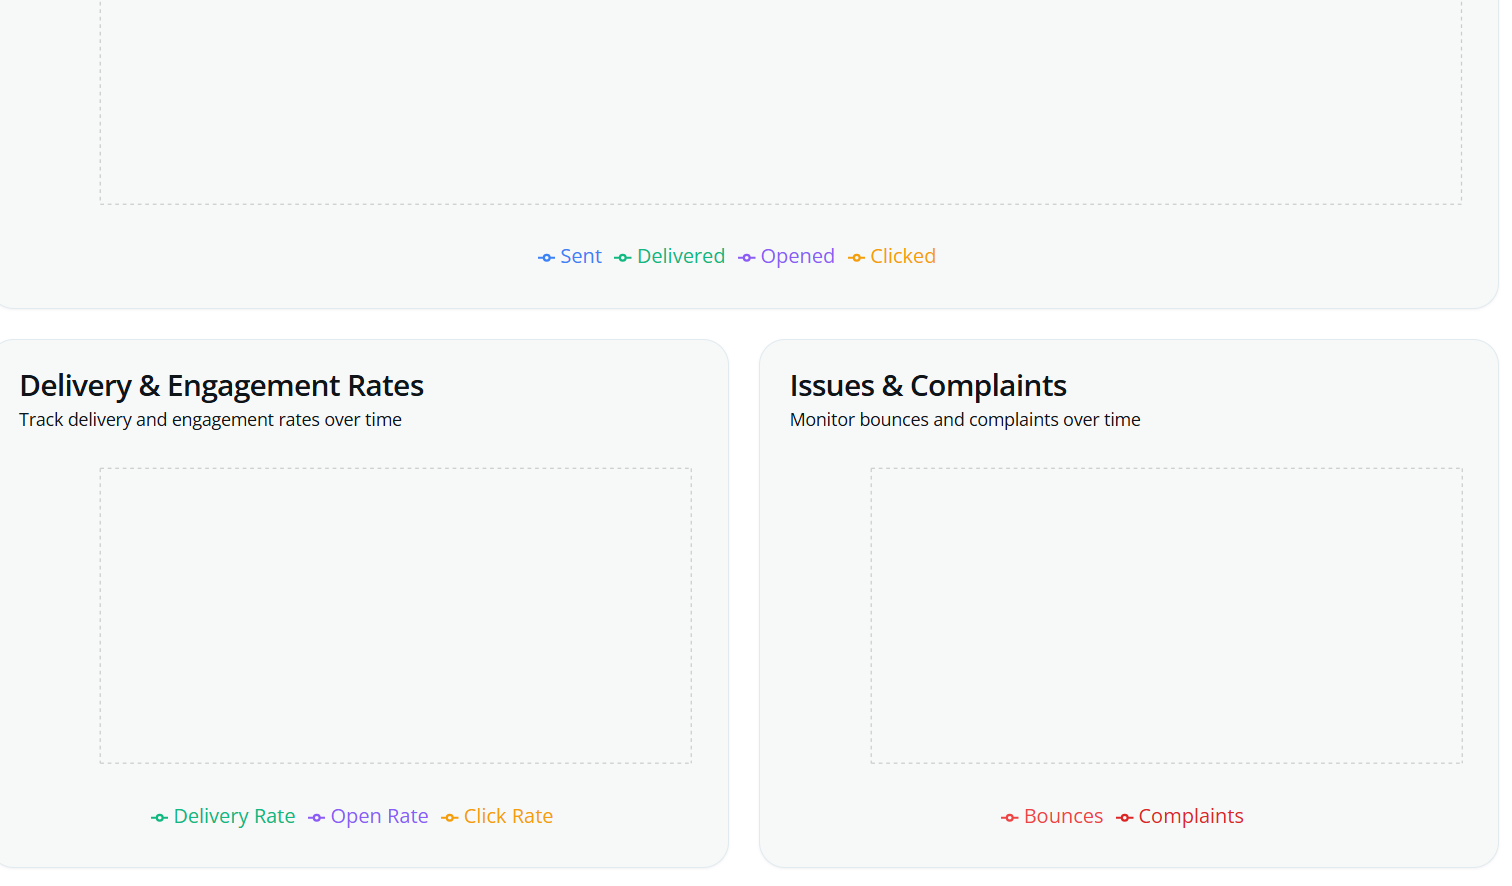 Sent Delivered Opened Clicked
Delivery & Engagement Rates
Track delivery and engagement rates over time
Delivery Rate Open Rate Click Rate
Issues & Complaints
Monitor bounces and complaints over time
Bounces Complaints